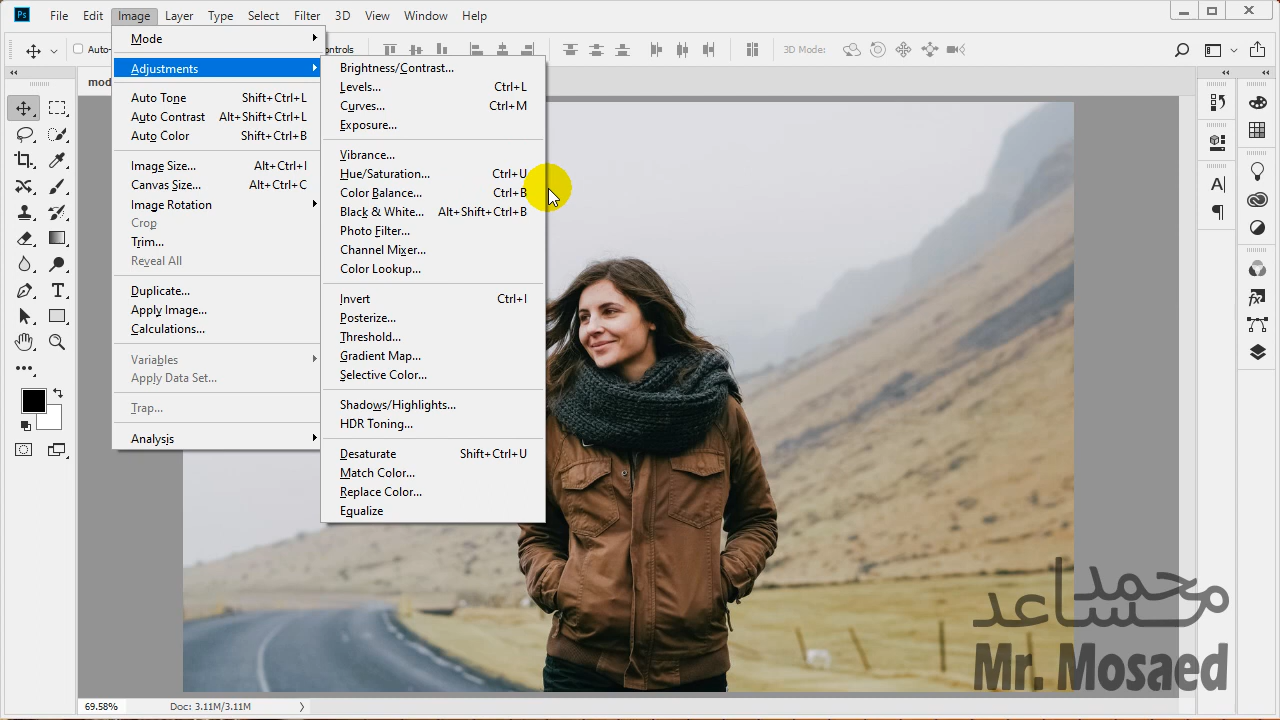 Ps File Edit Image Layer Type Select Filter 3D View Window Help
Auto-
3D Mode:
Mode
Adjustments
Auto Tone Shift+Ctrl+L
Auto Contrast Alt+Shift+Ctrl+L
Auto Color Shift+Ctrl+B
Image Size... Alt+Ctrl+I
Canvas Size... Alt+Ctrl+C
Image Rotation
Crop
Trim...
Reveal All
Duplicate...
Apply Image...
Calculations...
Variables
Apply Data Set...
Trap...
Analysis
Brightness/Contrast...
Levels... Ctrl+L
Curves... Ctrl+M
Exposure...
Vibrance...
Hue/Saturation... Ctrl+U
Color Balance... Ctrl+B
Black & White... Alt+Shift+Ctrl+B
Photo Filter...
Channel Mixer...
Color Lookup...
Invert Ctrl+I
Posterize...
Threshold...
Gradient Map...
Selective Color...
Shadows/Highlights...
HDR Toning...
Desaturate Shift+Ctrl+U
Match Color...
Replace Color...
Equalize
محمد مساعد
Mr. Mosaed
69.58% Doc: 3.11M/3.11M